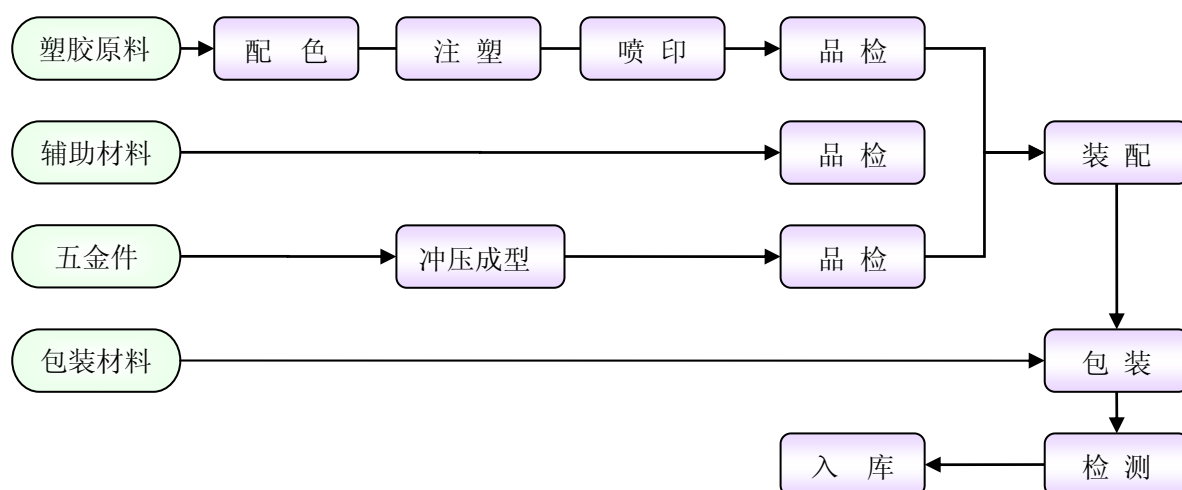 塑胶原料
配 色
注 塑
喷 印
品 检
辅助材料
品 检
装 配
五金件
冲压成型
品 检
包装材料
包 装
入 库
检 测